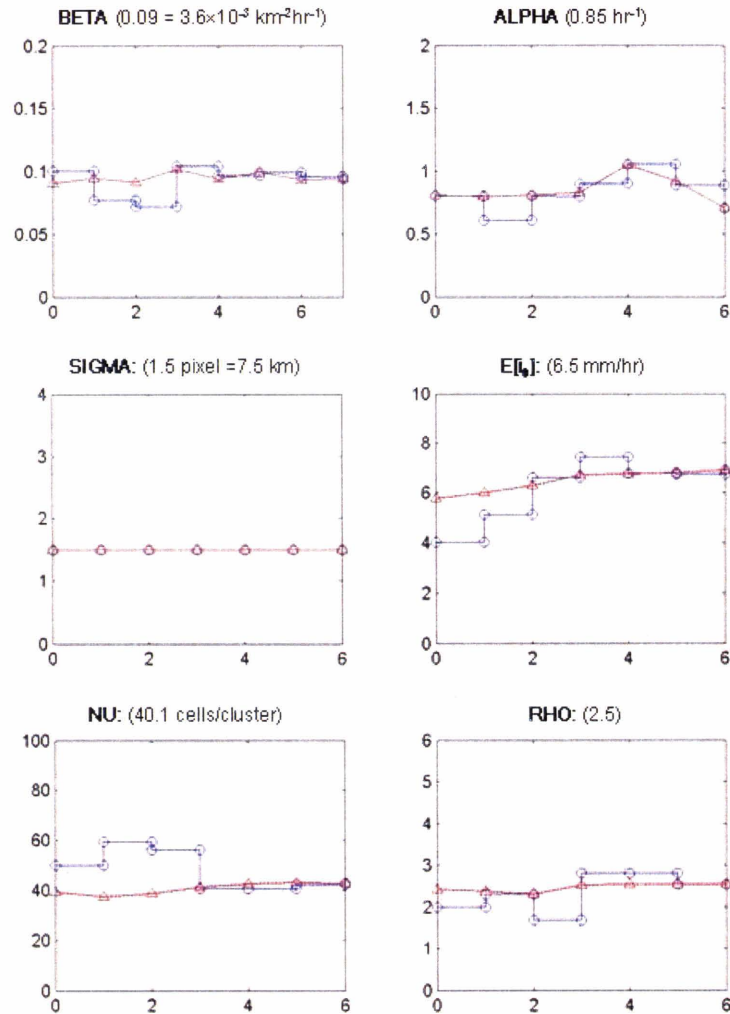 BETA (0.09 = 3.6×10⁻³ km⁻²hr⁻¹)
ALPHA (0.85 hr⁻¹)
0.2
0.15
0.1
0.05
0
0 2 4 6
2
1.5
1
0.5
0
0 2 4 6
SIGMA: (1.5 pixel =7.5 km)
E[i₀]: (6.5 mm/hr)
4
3
2
1
0
0 2 4 6
10
8
6
4
2
0
0 2 4 6
NU: (40.1 cells/cluster)
RHO: (2.5)
100
80
60
40
20
0
0 2 4 6
6
5
4
3
2
1
0
0 2 4 6